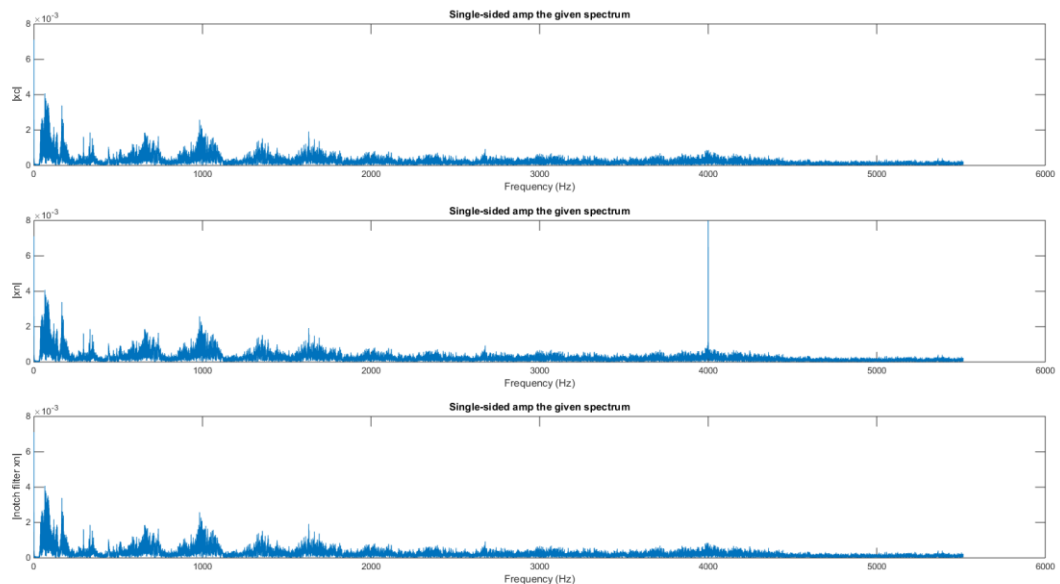 Single-sided amp the given spectrum
×10⁻³
8
6
4
2
0
|xc|
0 1000 2000 3000 4000 5000 6000
Frequency (Hz)
Single-sided amp the given spectrum
×10⁻³
8
6
4
2
0
|xn|
0 1000 2000 3000 4000 5000 6000
Frequency (Hz)
Single-sided amp the given spectrum
×10⁻³
8
6
4
2
0
|notch filter xn|
0 1000 2000 3000 4000 5000 6000
Frequency (Hz)